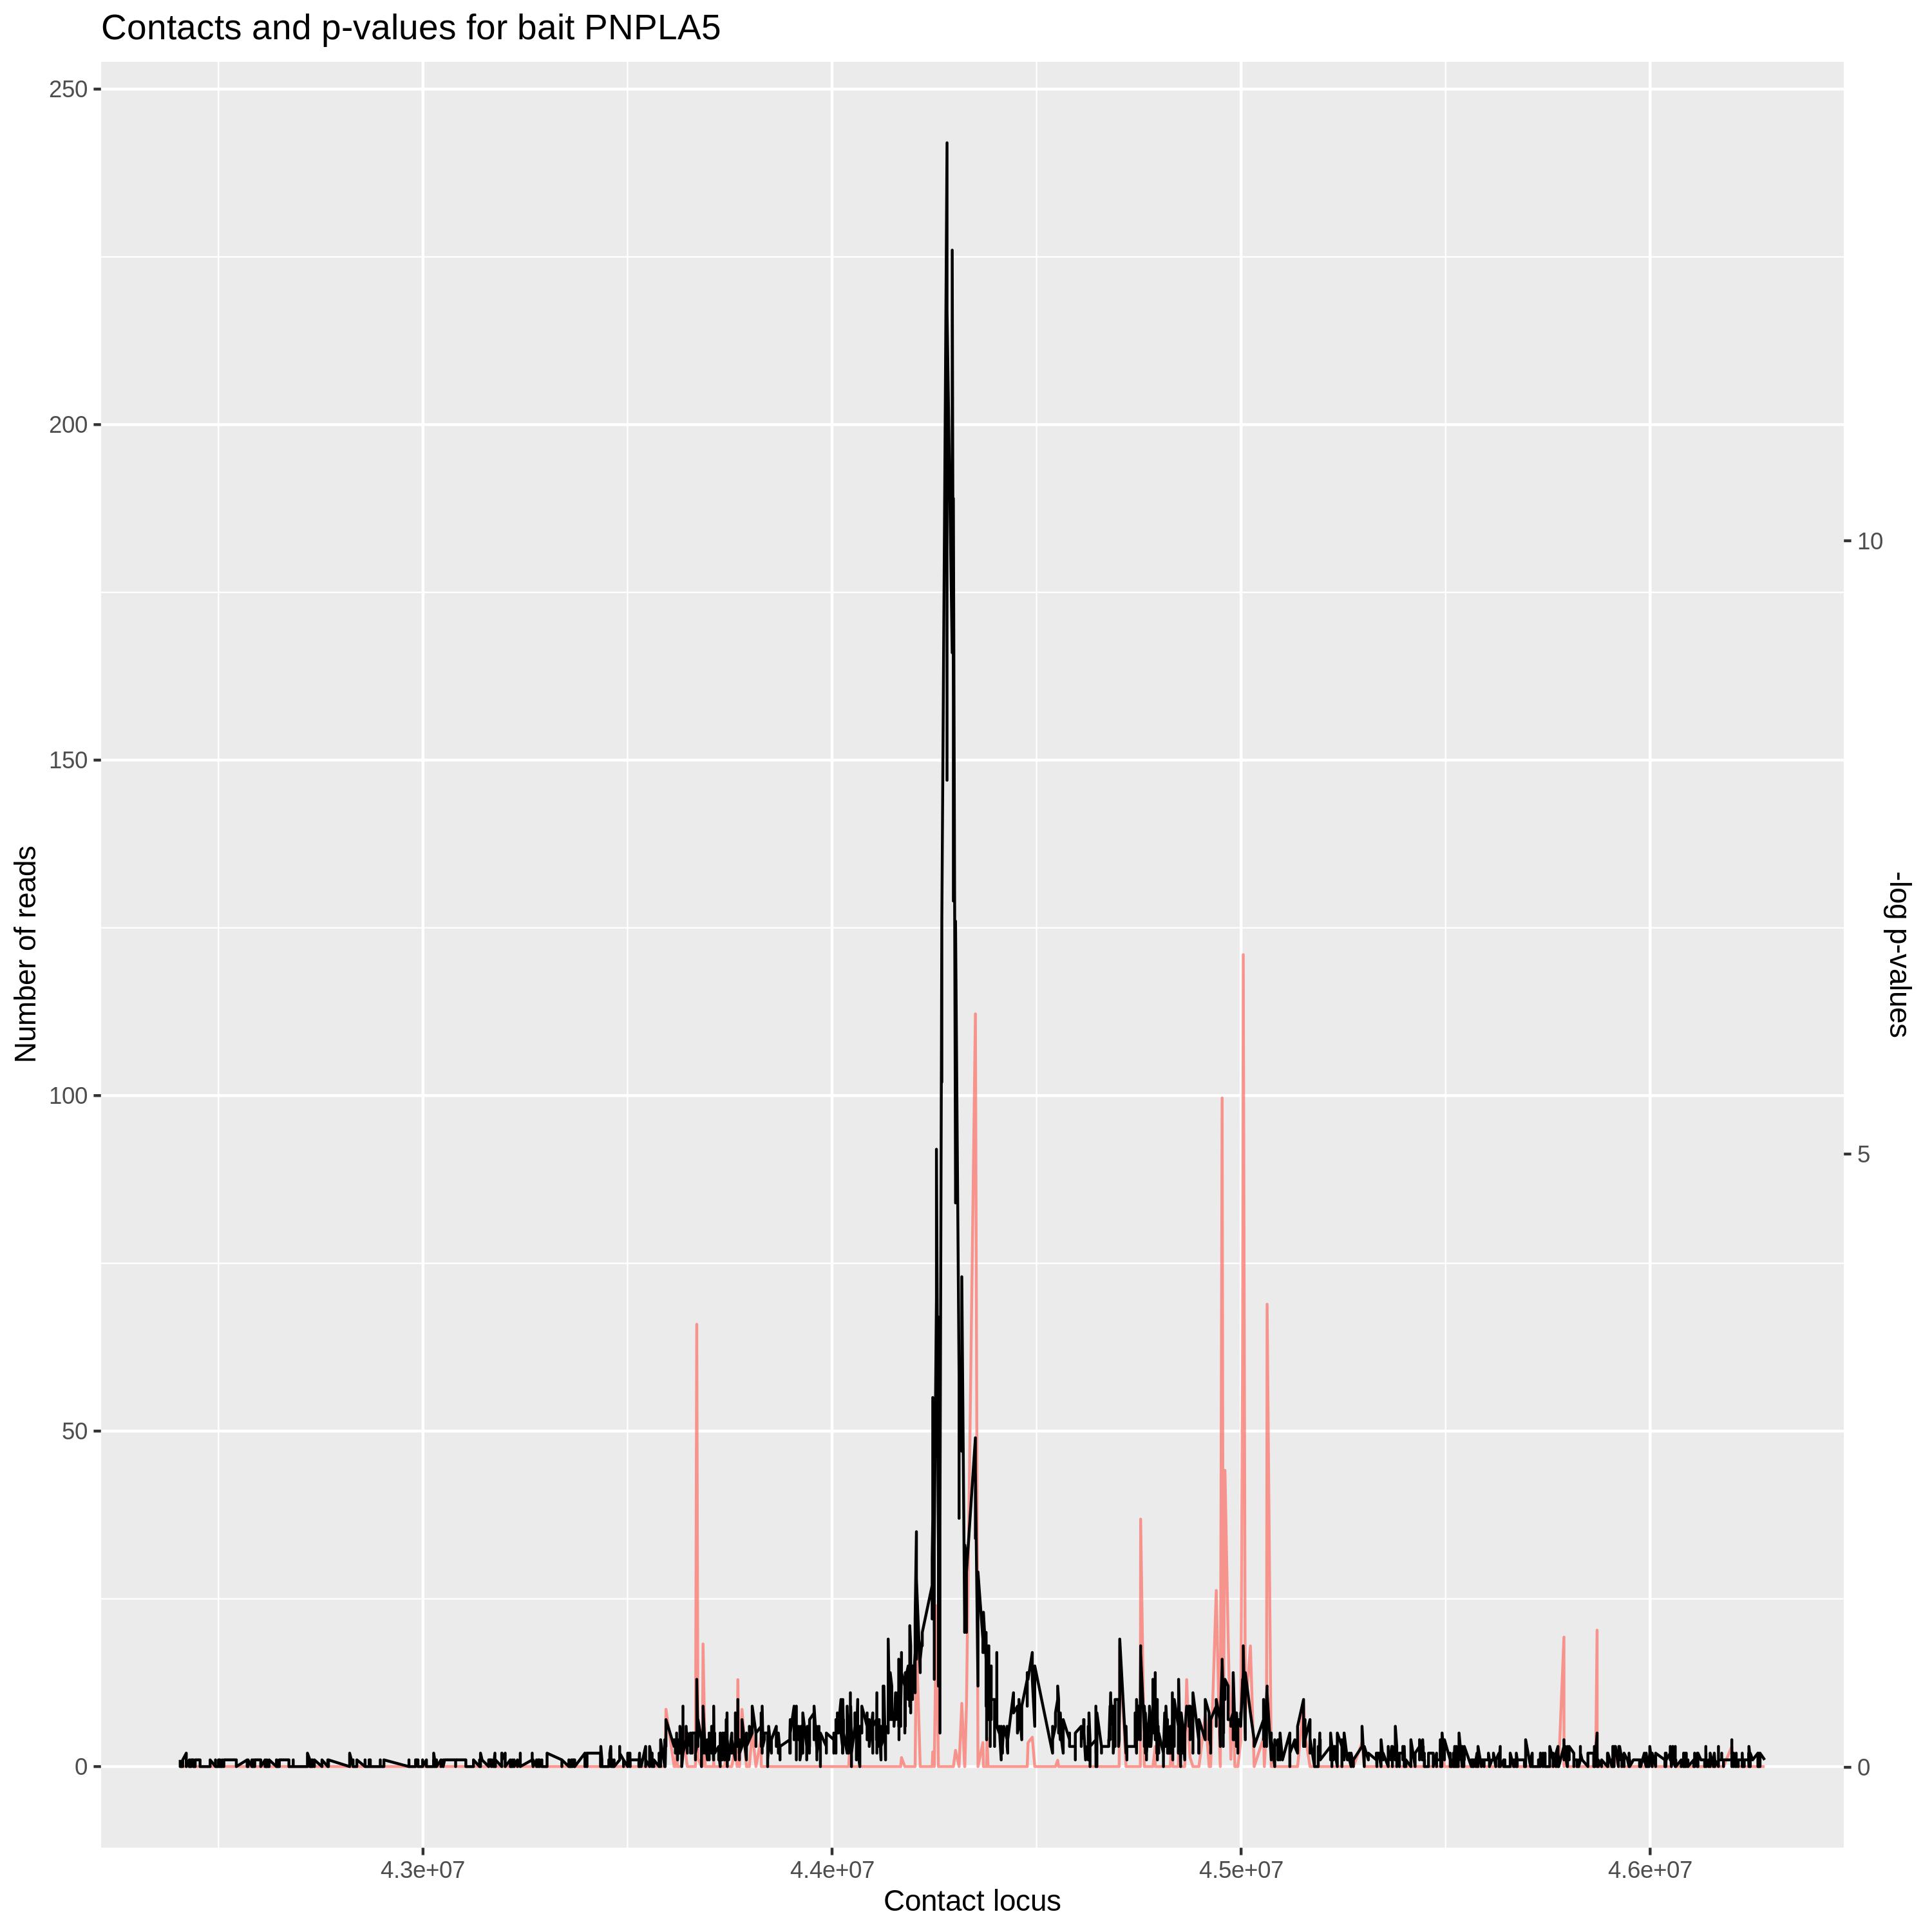 Contacts and p-values for bait PNPLA5
250
200
150
100
50
0
Number of reads
10
5
0
-log p-values
4.3e+07
4.4e+07
4.5e+07
4.6e+07
Contact locus